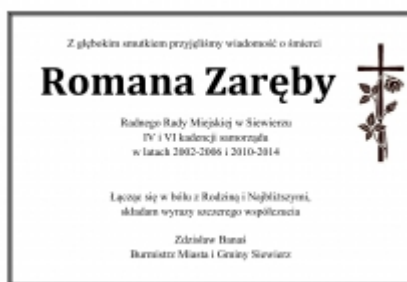 Z głębokim smutkiem przyjęliśmy wiadomość o śmierci
Romana Zaręby
Radnego Rady Miejskiej w Siewierzu
IV i VI kadencji samorządu
w latach 2002-2006 i 2010-2014
Łącząc się w bólu z Rodziną i Najbliższymi,
składam wyrazy szczerego współczucia
Zdzisław Banaś
Burmistrz Miasta i Gminy Siewierz